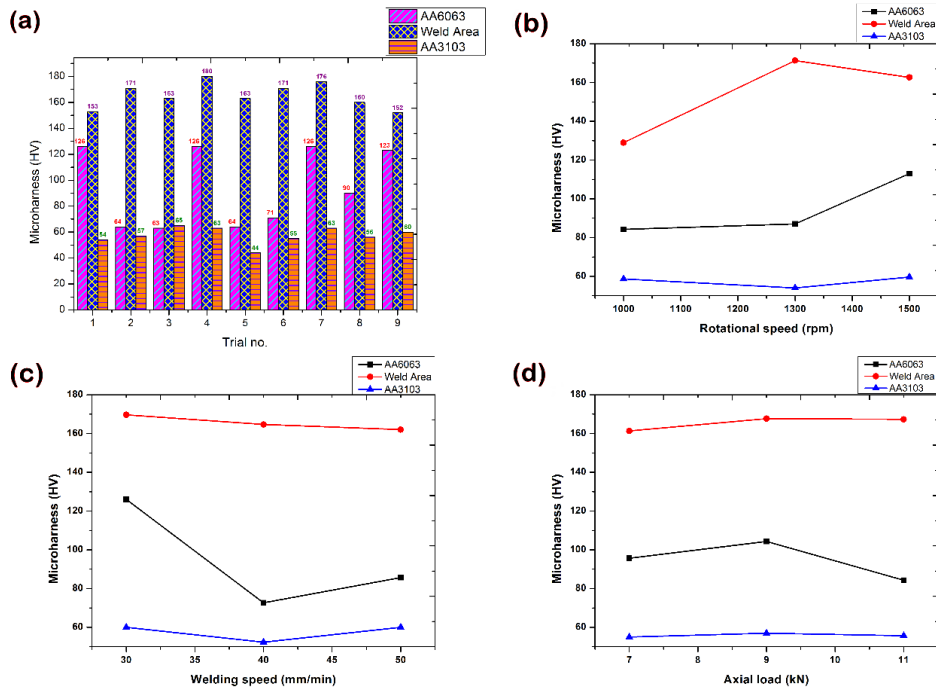 (a)
AA6063
Weld Area
AA3103
Microharness (HV)
180
160
140
120
100
80
60
40
20
0
126
153
54
64
171
57
63
163
65
126
180
63
64
163
44
71
171
55
126
176
63
90
160
56
123
152
60
1 2 3 4 5 6 7 8 9
Trial no.
(b)
AA6063
Weld Area
AA3103
Microharness (HV)
180
160
140
120
100
80
60
1000 1100 1200 1300 1400 1500
Rotational speed (rpm)
(c)
AA6063
Weld Area
AA3103
Microharness (HV)
180
160
140
120
100
80
60
30 35 40 45 50
Welding speed (mm/min)
(d)
AA6063
Weld Area
AA3103
Microharness (HV)
180
160
140
120
100
80
60
7 8 9 10 11
Axial load (kN)